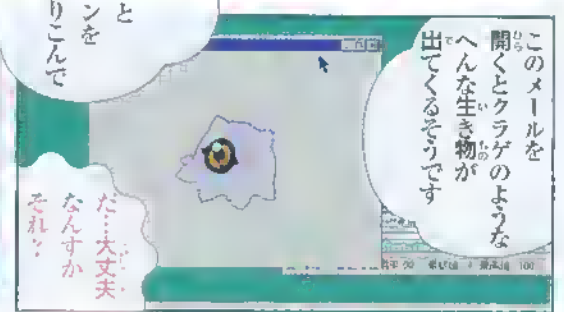 このメールを
開くとクラゲのような
へんな生き物が
出てくるそうです
と
ンを
りこんで
だ…大丈夫
なんすか
それ?
100